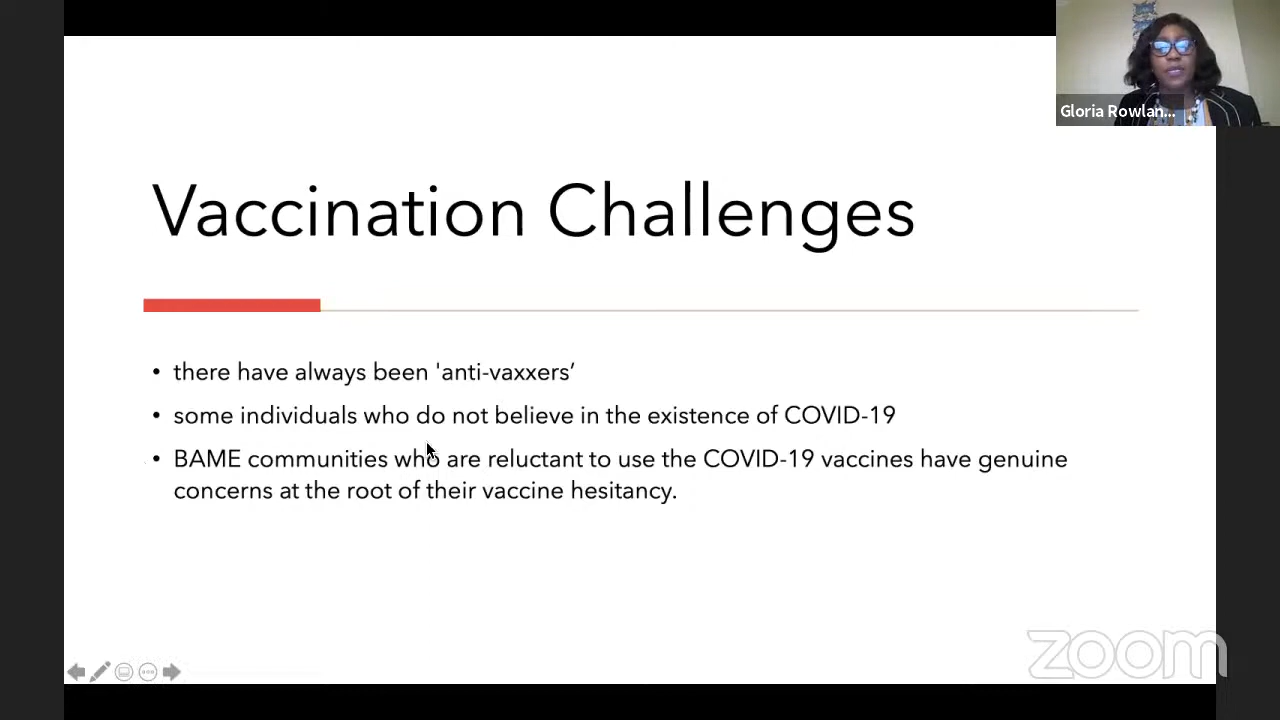 Gloria Rowlan...
Vaccination Challenges
• there have always been 'anti-vaxxers’
• some individuals who do not believe in the existence of COVID-19
• BAME communities who are reluctant to use the COVID-19 vaccines have genuine
concerns at the root of their vaccine hesitancy.
zoom